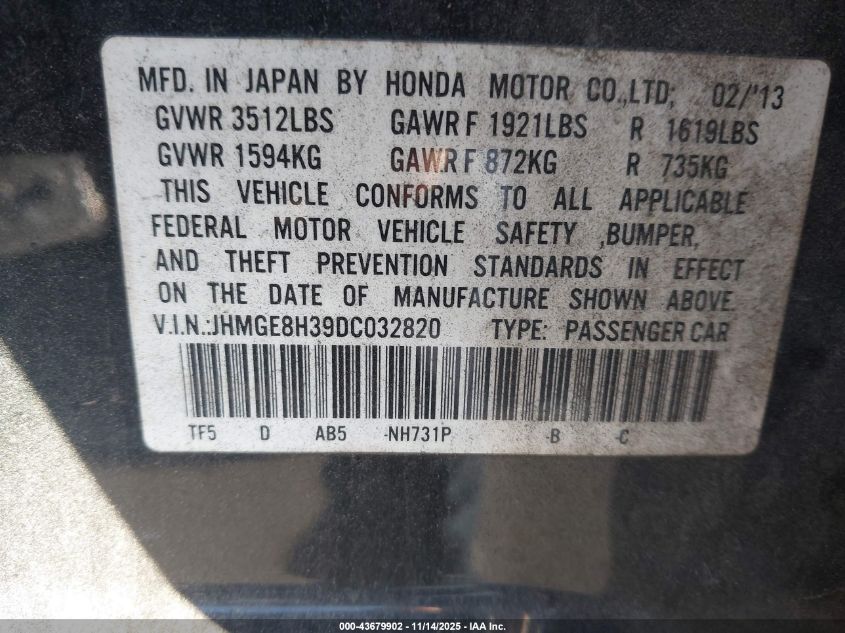 MFD. IN JAPAN BY HONDA MOTOR CO.,LTD; 02/'13
GVWR 3512LBS GAWR F 1921LBS R 1619LBS
GVWR 1594KG GAWR F 872KG R 735KG
THIS VEHICLE CONFORMS TO ALL APPLICABLE
FEDERAL MOTOR VEHICLE SAFETY ,BUMPER,
AND THEFT PREVENTION STANDARDS IN EFFECT
ON THE DATE OF MANUFACTURE SHOWN ABOVE.
V.I.N.:JHMGE8H39DC032820 TYPE: PASSENGER CAR
TF5 D AB5 -NH731P -B -C
000-43679902 - 11/14/2025 - IAA Inc.